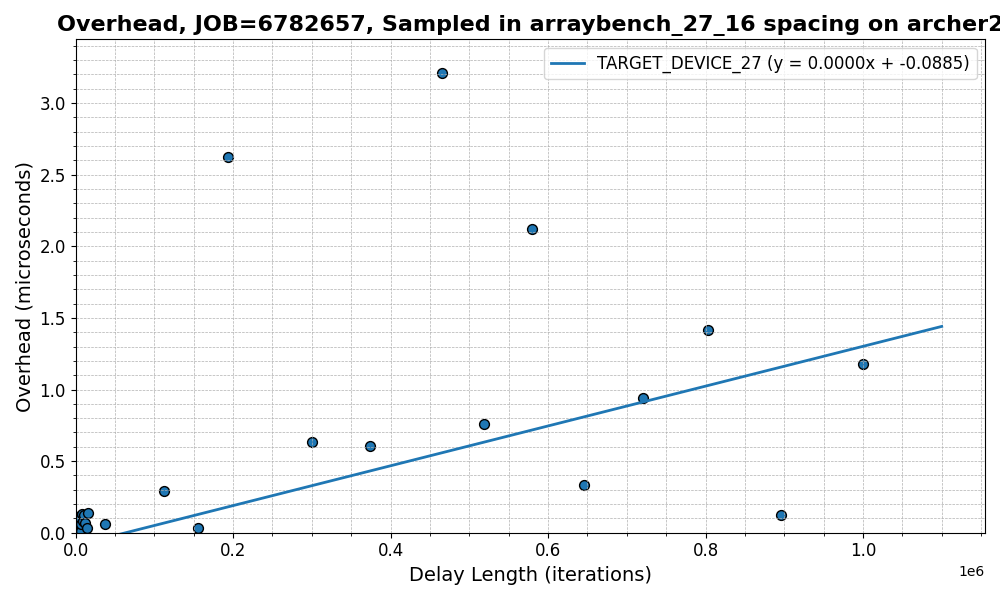 Overhead, JOB=6782657, Sampled in arraybench_27_16 spacing on archer2
TARGET_DEVICE_27 (y = 0.0000x + -0.0885)
Overhead (microseconds)
3.0
2.5
2.0
1.5
1.0
0.5
0.0
0.0 0.2 0.4 0.6 0.8 1.0
1e6
Delay Length (iterations)